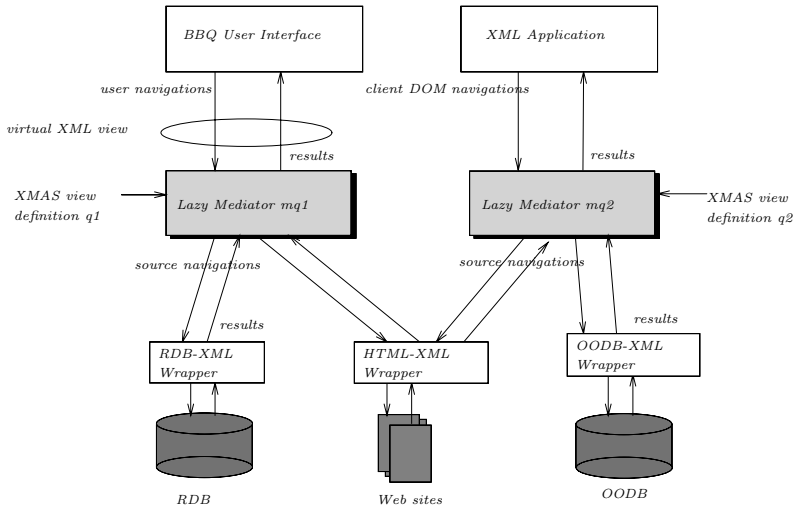 BBQ User Interface
XML Application
user navigations
client DOM navigations
virtual XML view
results
results
XMAS view
definition q1
Lazy Mediator mq1
Lazy Mediator mq2
XMAS view
definition q2
source navigations
source navigations
results
results
RDB-XML
Wrapper
HTML-XML
Wrapper
OODB-XML
Wrapper
RDB
Web sites
OODB